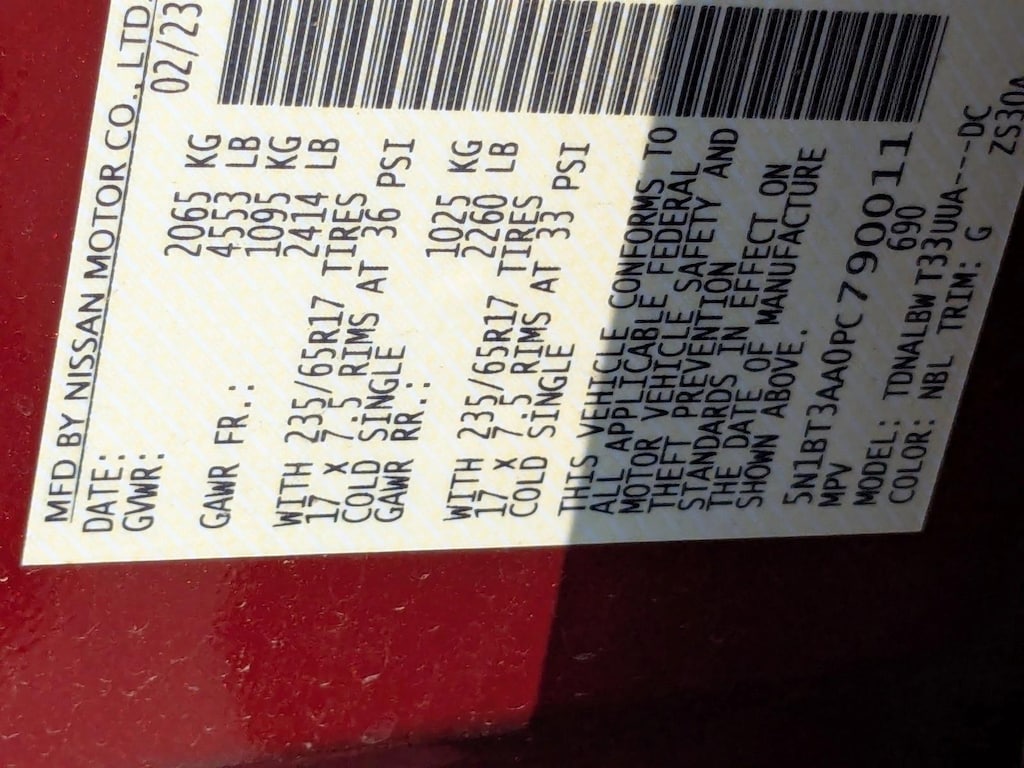 MFD BY NISSAN MOTOR CO., LTD.
DATE: 02/23
GVWR: 2065 KG
4553 LB
GAWR FR.: 1095 KG
2414 LB
WITH 235/65R17 TIRES
17 X 7.5 RIMS AT 36 PSI
COLD SINGLE
GAWR RR.: 1025 KG
2260 LB
WITH 235/65R17 TIRES
17 X 7.5 RIMS AT 33 PSI
COLD SINGLE
THIS VEHICLE CONFORMS TO
ALL APPLICABLE FEDERAL
MOTOR VEHICLE SAFETY AND
THEFT PREVENTION
STANDARDS IN EFFECT ON
THE DATE OF MANUFACTURE
SHOWN ABOVE.
5N1BT3AA0PC790011
MPV 690
MODEL: TDNALBWT33UUA---DC
COLOR: NBL TRIM: G ZS30A